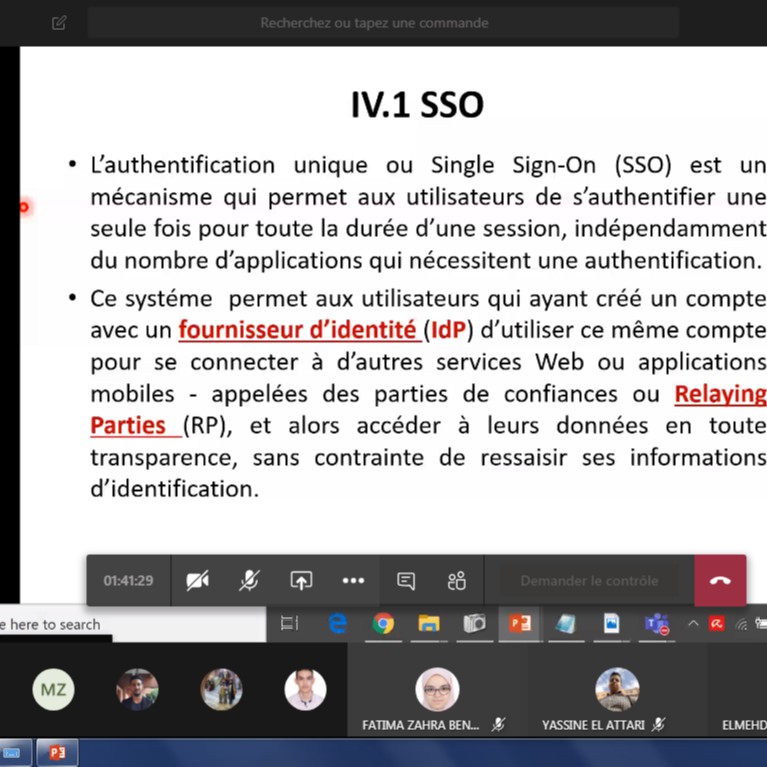 Recherchez ou tapez une commande
IV.1 SSO
• L’authentification unique ou Single Sign-On (SSO) est un
mécanisme qui permet aux utilisateurs de s’authentifier une
seule fois pour toute la durée d’une session, indépendamment
du nombre d’applications qui nécessitent une authentification.
• Ce systéme permet aux utilisateurs qui ayant créé un compte
avec un fournisseur d’identité (IdP) d’utiliser ce même compte
pour se connecter à d’autres services Web ou applications
mobiles - appelées des parties de confiances ou Relaying
Parties (RP), et alors accéder à leurs données en toute
transparence, sans contrainte de ressaisir ses informations
d’identification.
01:41:29
Demander le contrôle
e here to search
MZ
FATIMA ZAHRA BEN...
YASSINE EL ATTARI
ELMEHD